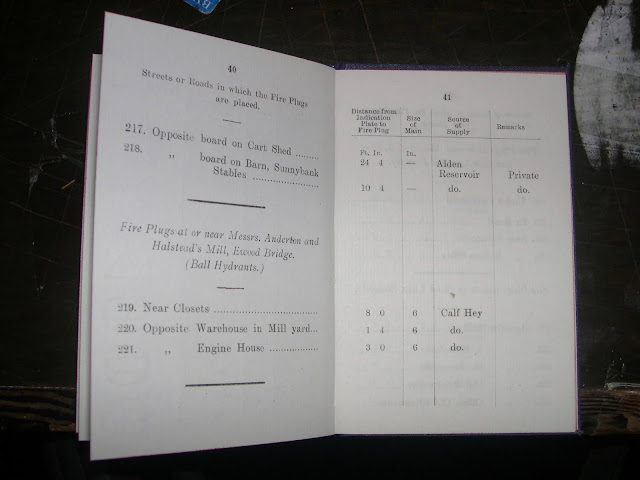 40
Streets or Roads in which the Fire Plugs
are placed.
217. Opposite board on Cart Shed ........
218. „ board on Barn, Sunnybank
Stables ..................
Fire Plugs at or near Messrs. Anderton and
Halstead's Mill, Ewood Bridge.
(Ball Hydrants.)
219. Near Closets ............................
220. Opposite Warehouse in Mill yard...
221. „ Engine House ................
41
Distance from Indication Plate to Fire Plug | Size of Main | Source of Supply | Remarks
Ft. In. In.
24 4 — Alden
Reservoir Private
10 4 — do. do.
8 0 6 Calf Hey
1 4 6 do.
3 0 6 do.